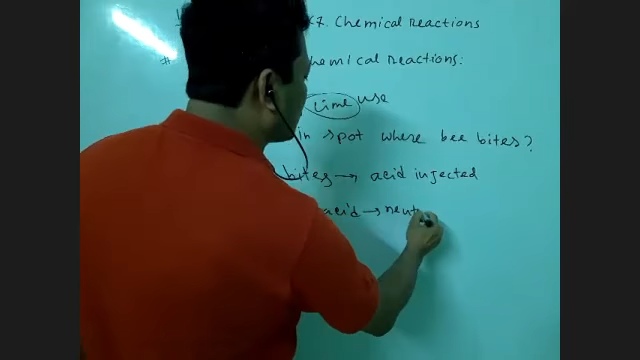 7. Chemical reactions
# hemical Reactions:
Lime use
in spot where bee bites?
bites → acid injected
acid → neut